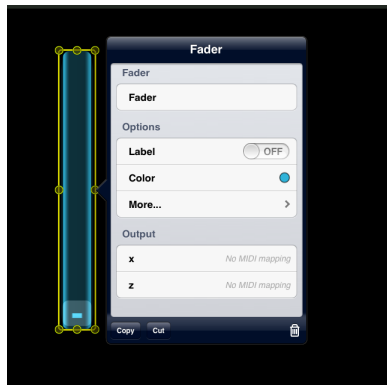 Fader
Fader
Fader
Options
Label OFF
Color
More...
Output
x No MIDI mapping
z No MIDI mapping
Copy Cut